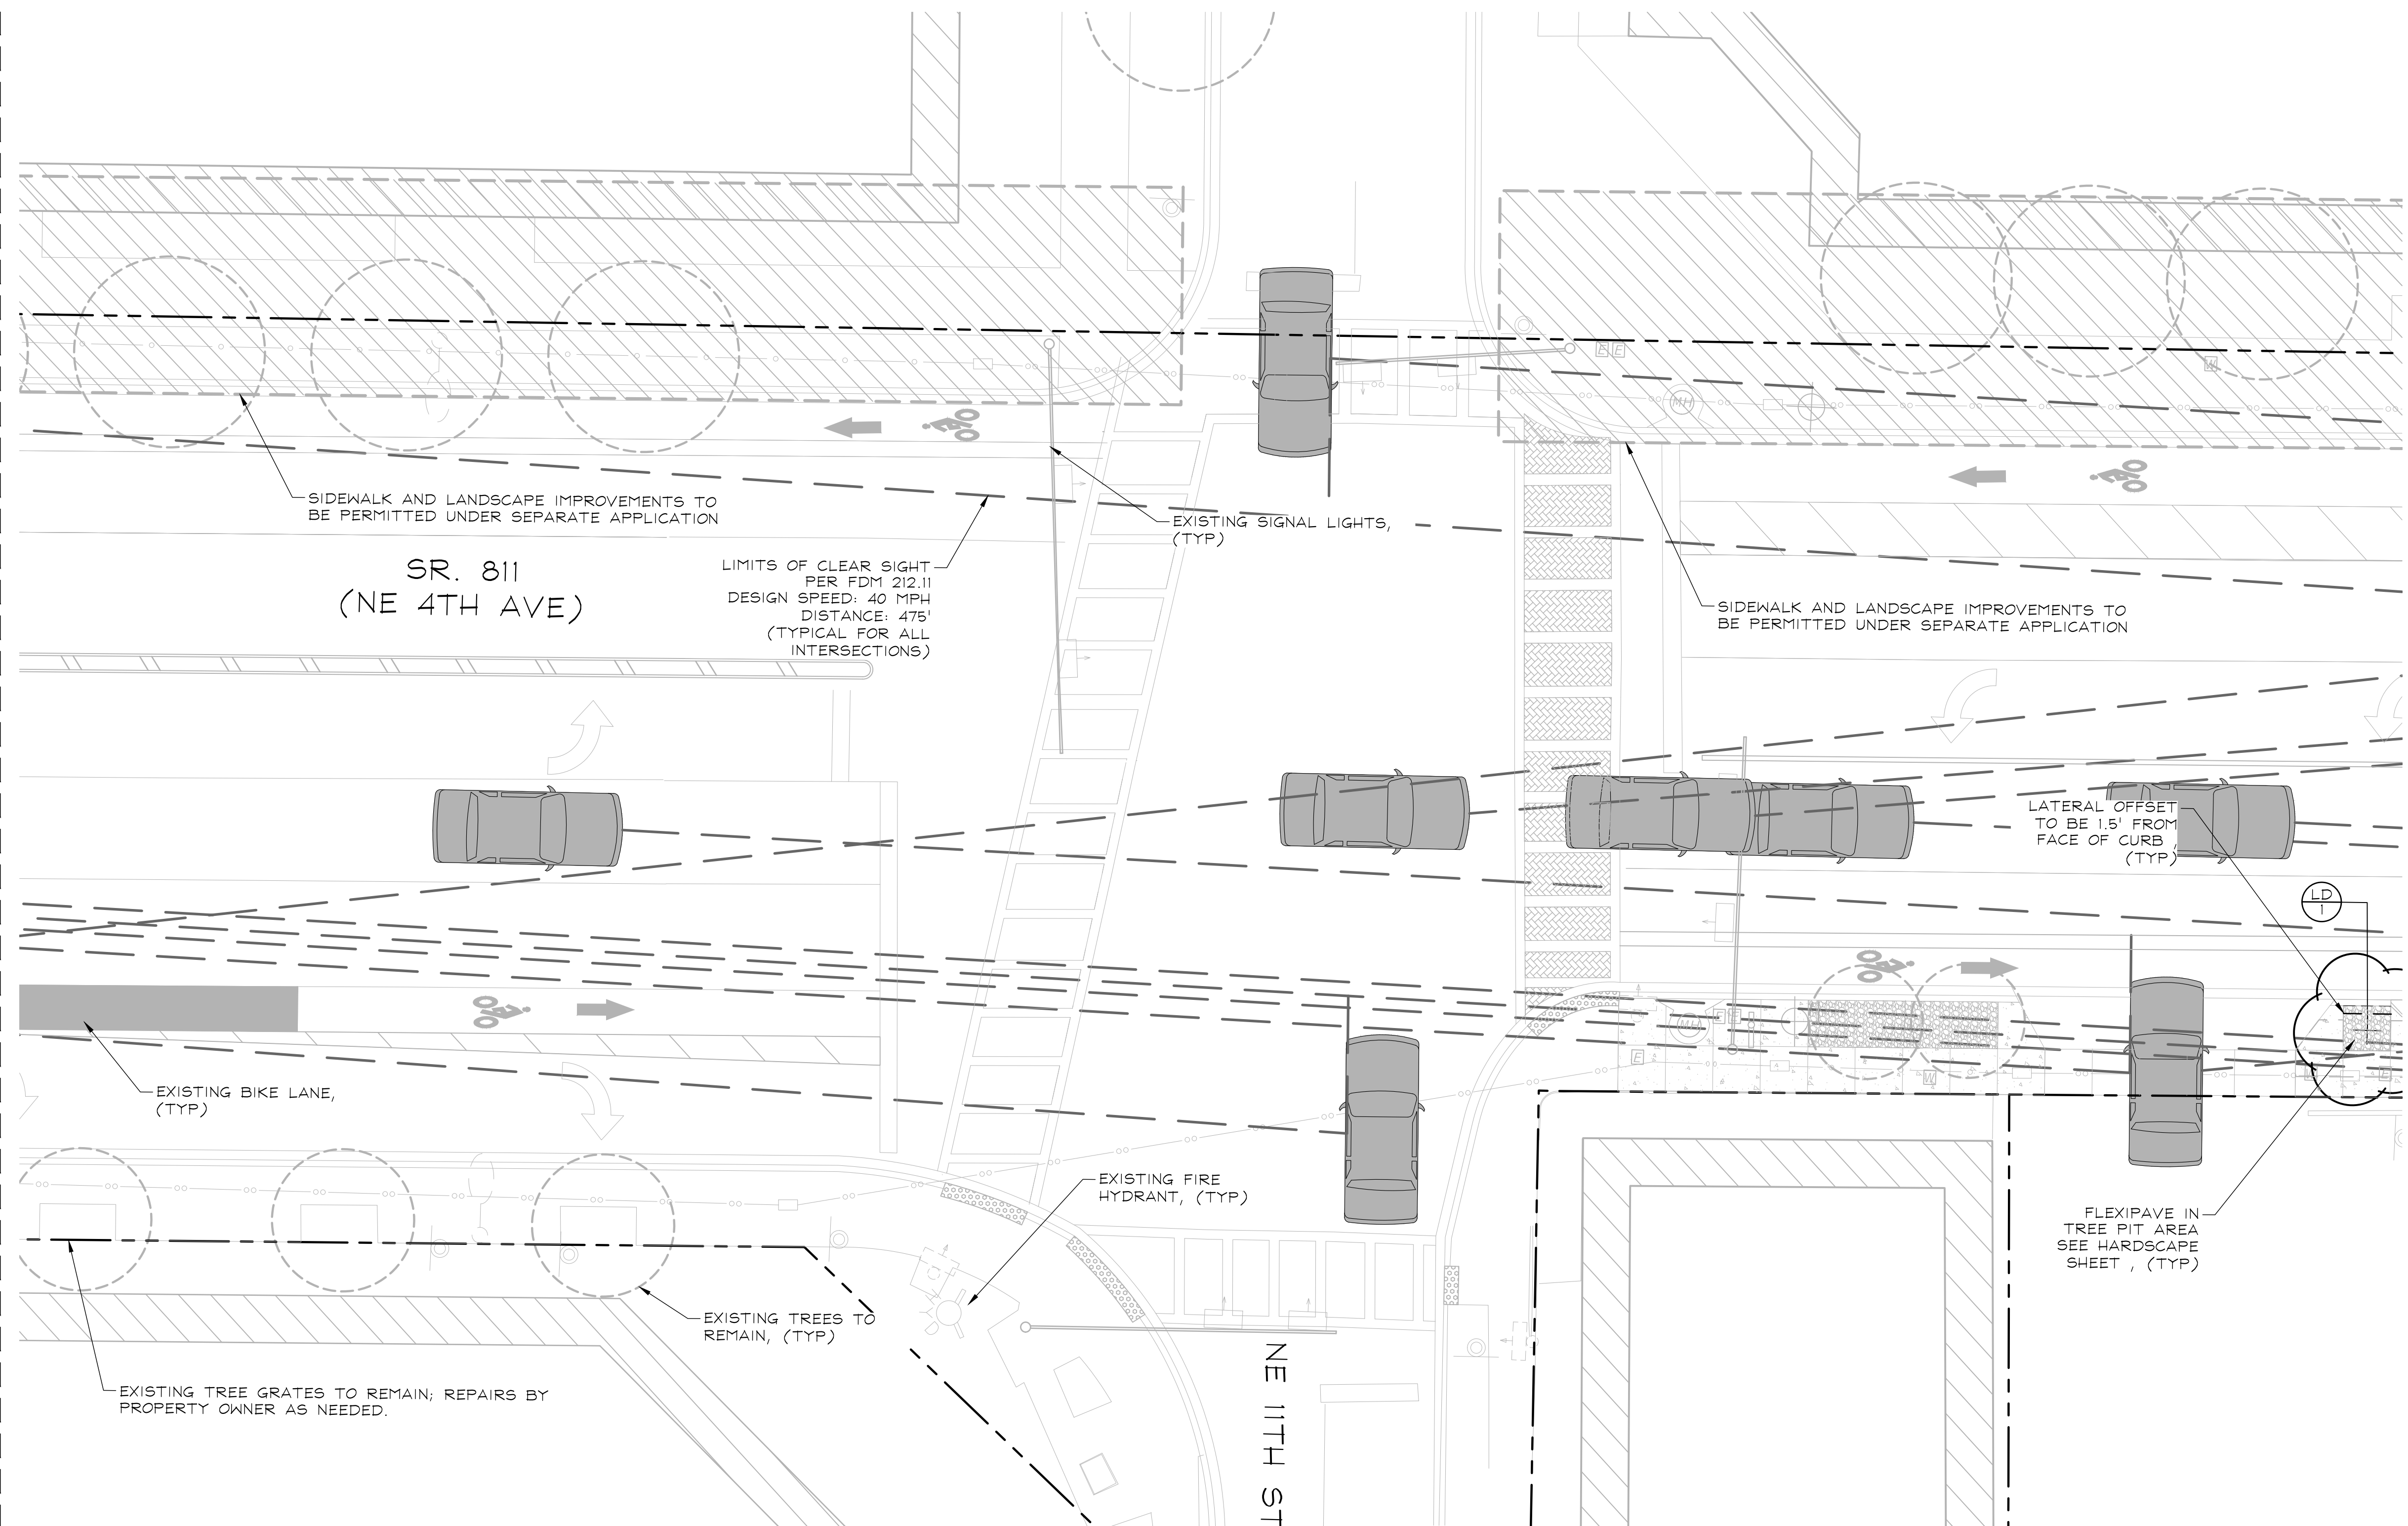 SIDEWALK AND LANDSCAPE IMPROVEMENTS TO
BE PERMITTED UNDER SEPARATE APPLICATION
SR. 811
(NE 4TH AVE)
LIMITS OF CLEAR SIGHT
PER FDM 212.11
DESIGN SPEED: 40 MPH
DISTANCE: 475'
(TYPICAL FOR ALL
INTERSECTIONS)
EXISTING SIGNAL LIGHTS,
(TYP)
E E
W
MH
SIDEWALK AND LANDSCAPE IMPROVEMENTS TO
BE PERMITTED UNDER SEPARATE APPLICATION
LATERAL OFFSET
TO BE 1.5' FROM
FACE OF CURB ,
(TYP)
LD
1
MH
E E
E
W
E
EXISTING BIKE LANE,
(TYP)
EXISTING FIRE
HYDRANT, (TYP)
FLEXIPAVE IN
TREE PIT AREA
SEE HARDSCAPE
SHEET , (TYP)
EXISTING TREES TO
REMAIN, (TYP)
EXISTING TREE GRATES TO REMAIN; REPAIRS BY
PROPERTY OWNER AS NEEDED.
NE 11TH ST